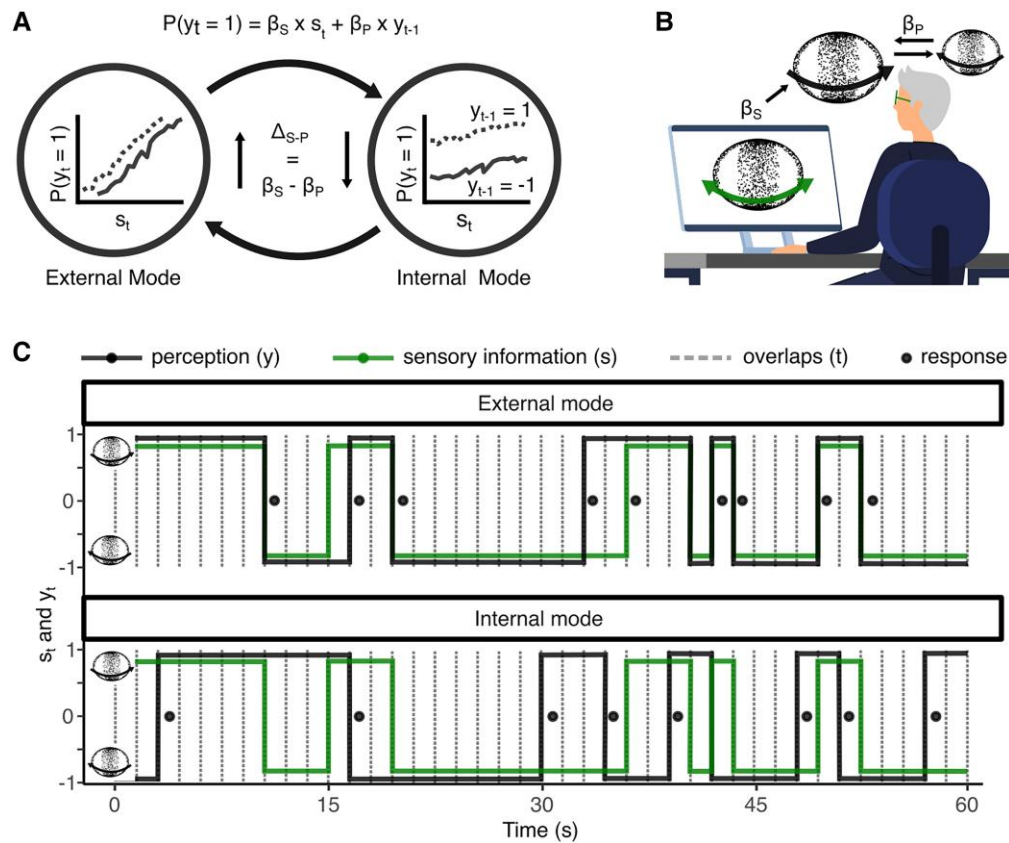 A
P(yt = 1) = βS x st + βP x yt-1
P(yt = 1)
st
External Mode
ΔS-P
=
βS - βP
P(yt = 1)
yt-1 = 1
yt-1 = -1
st
Internal Mode
B
βP
βS
C
perception (y) sensory information (s) overlaps (t) response
External mode
1
0
-1
Internal mode
1
0
-1
st and yt
0 15 30 45 60
Time (s)